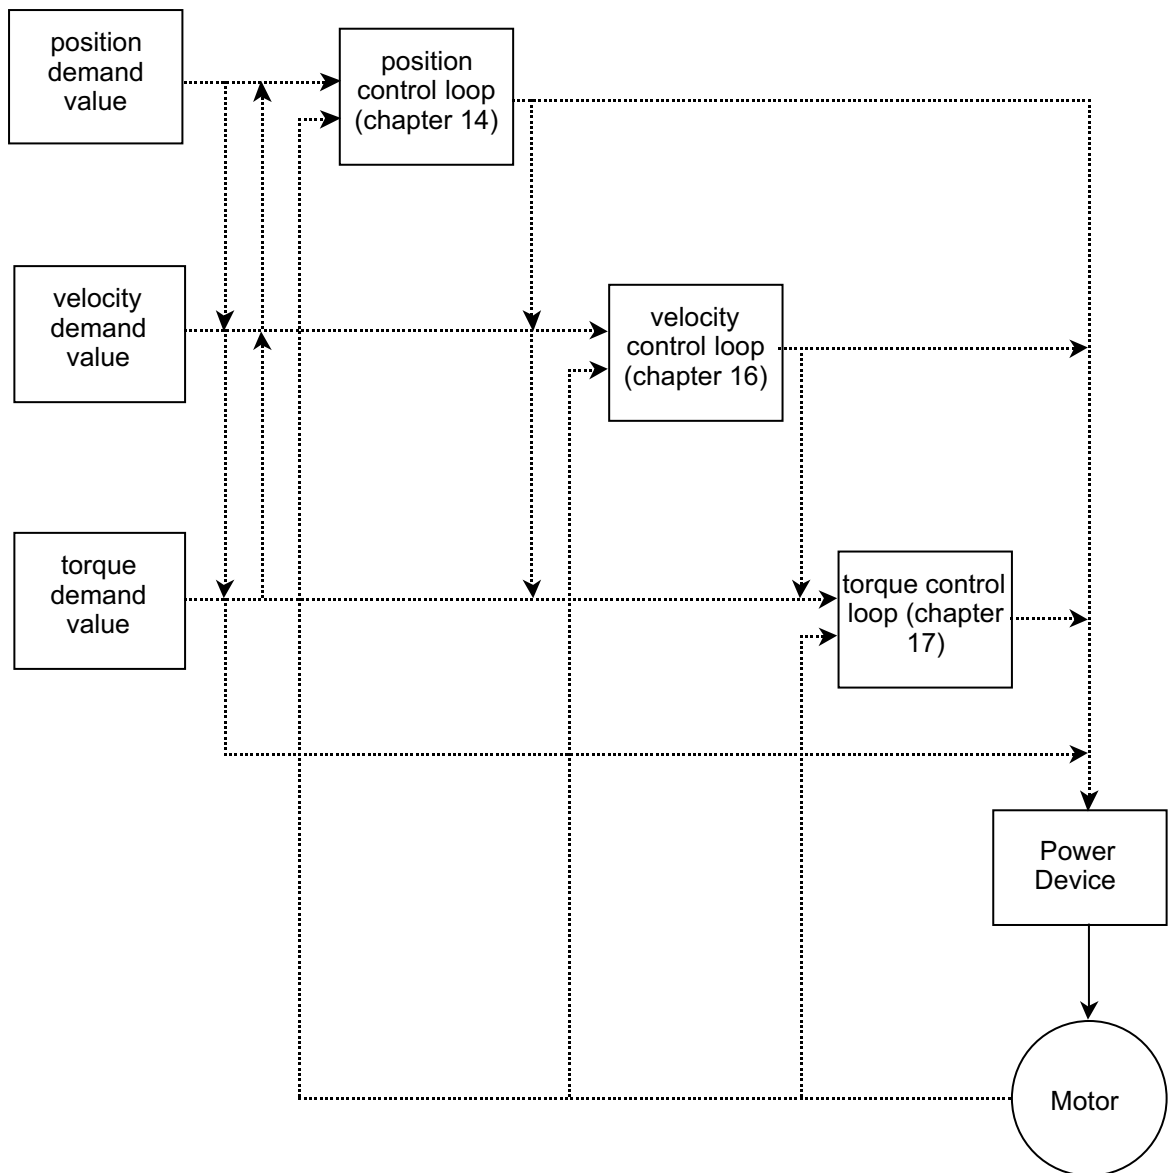 position
demand
value
position
control loop
(chapter 14)
velocity
demand
value
velocity
control loop
(chapter 16)
torque
demand
value
torque control
loop (chapter
17)
Power
Device
Motor